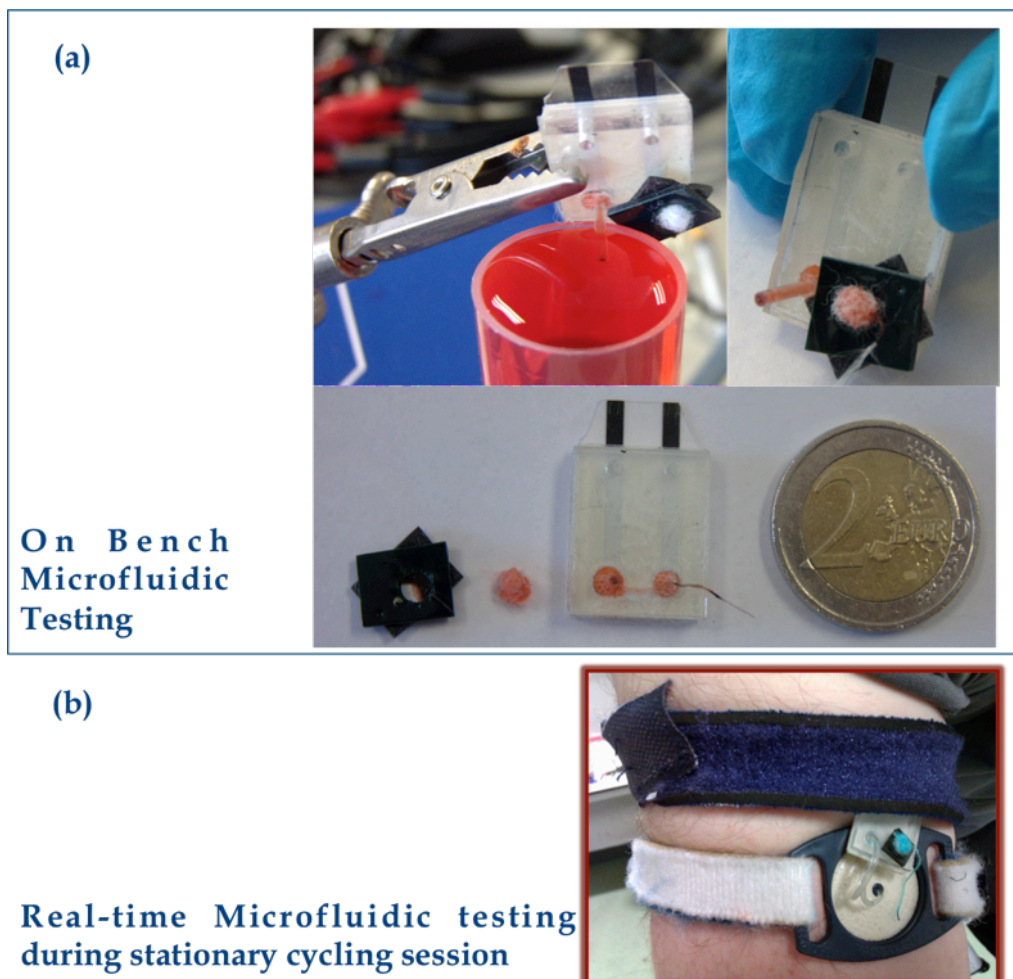 (a)
On Bench
Microfluidic
Testing
2
EURO
(b)
Real-time Microfluidic testing
during stationary cycling session